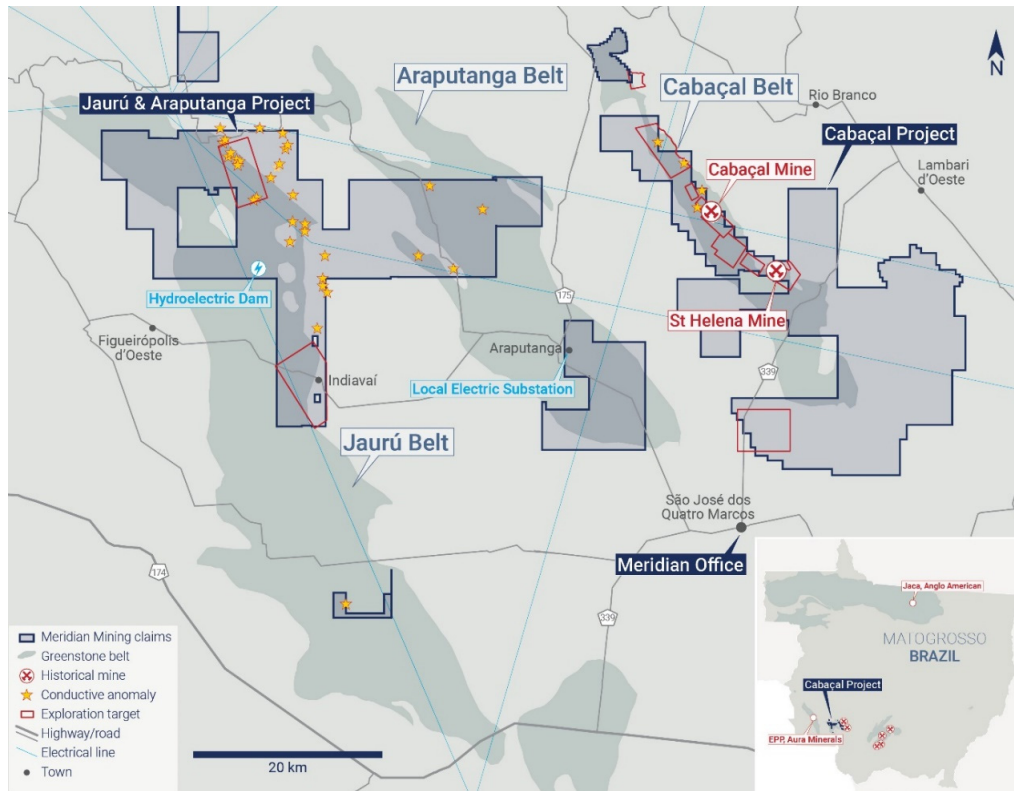 N
Araputanga Belt
Cabaçal Belt
Jaurú & Araputanga Project
Rio Branco
Cabaçal Project
Cabaçal Mine
Lambari
d'Oeste
Hydroelectric Dam
175
St Helena Mine
Figueirópolis
d'Oeste
Araputanga
339
Indiavaí
Local Electric Substation
Jaurú Belt
São José dos
Quatro Marcos
Meridian Office
174
339
Jaca, Anglo American
MATOGROSSO
BRAZIL
Cabaçal Project
EPP, Aura Minerals
Meridian Mining claims
Greenstone belt
Historical mine
Conductive anomaly
Exploration target
Highway/road
Electrical line
Town
20 km